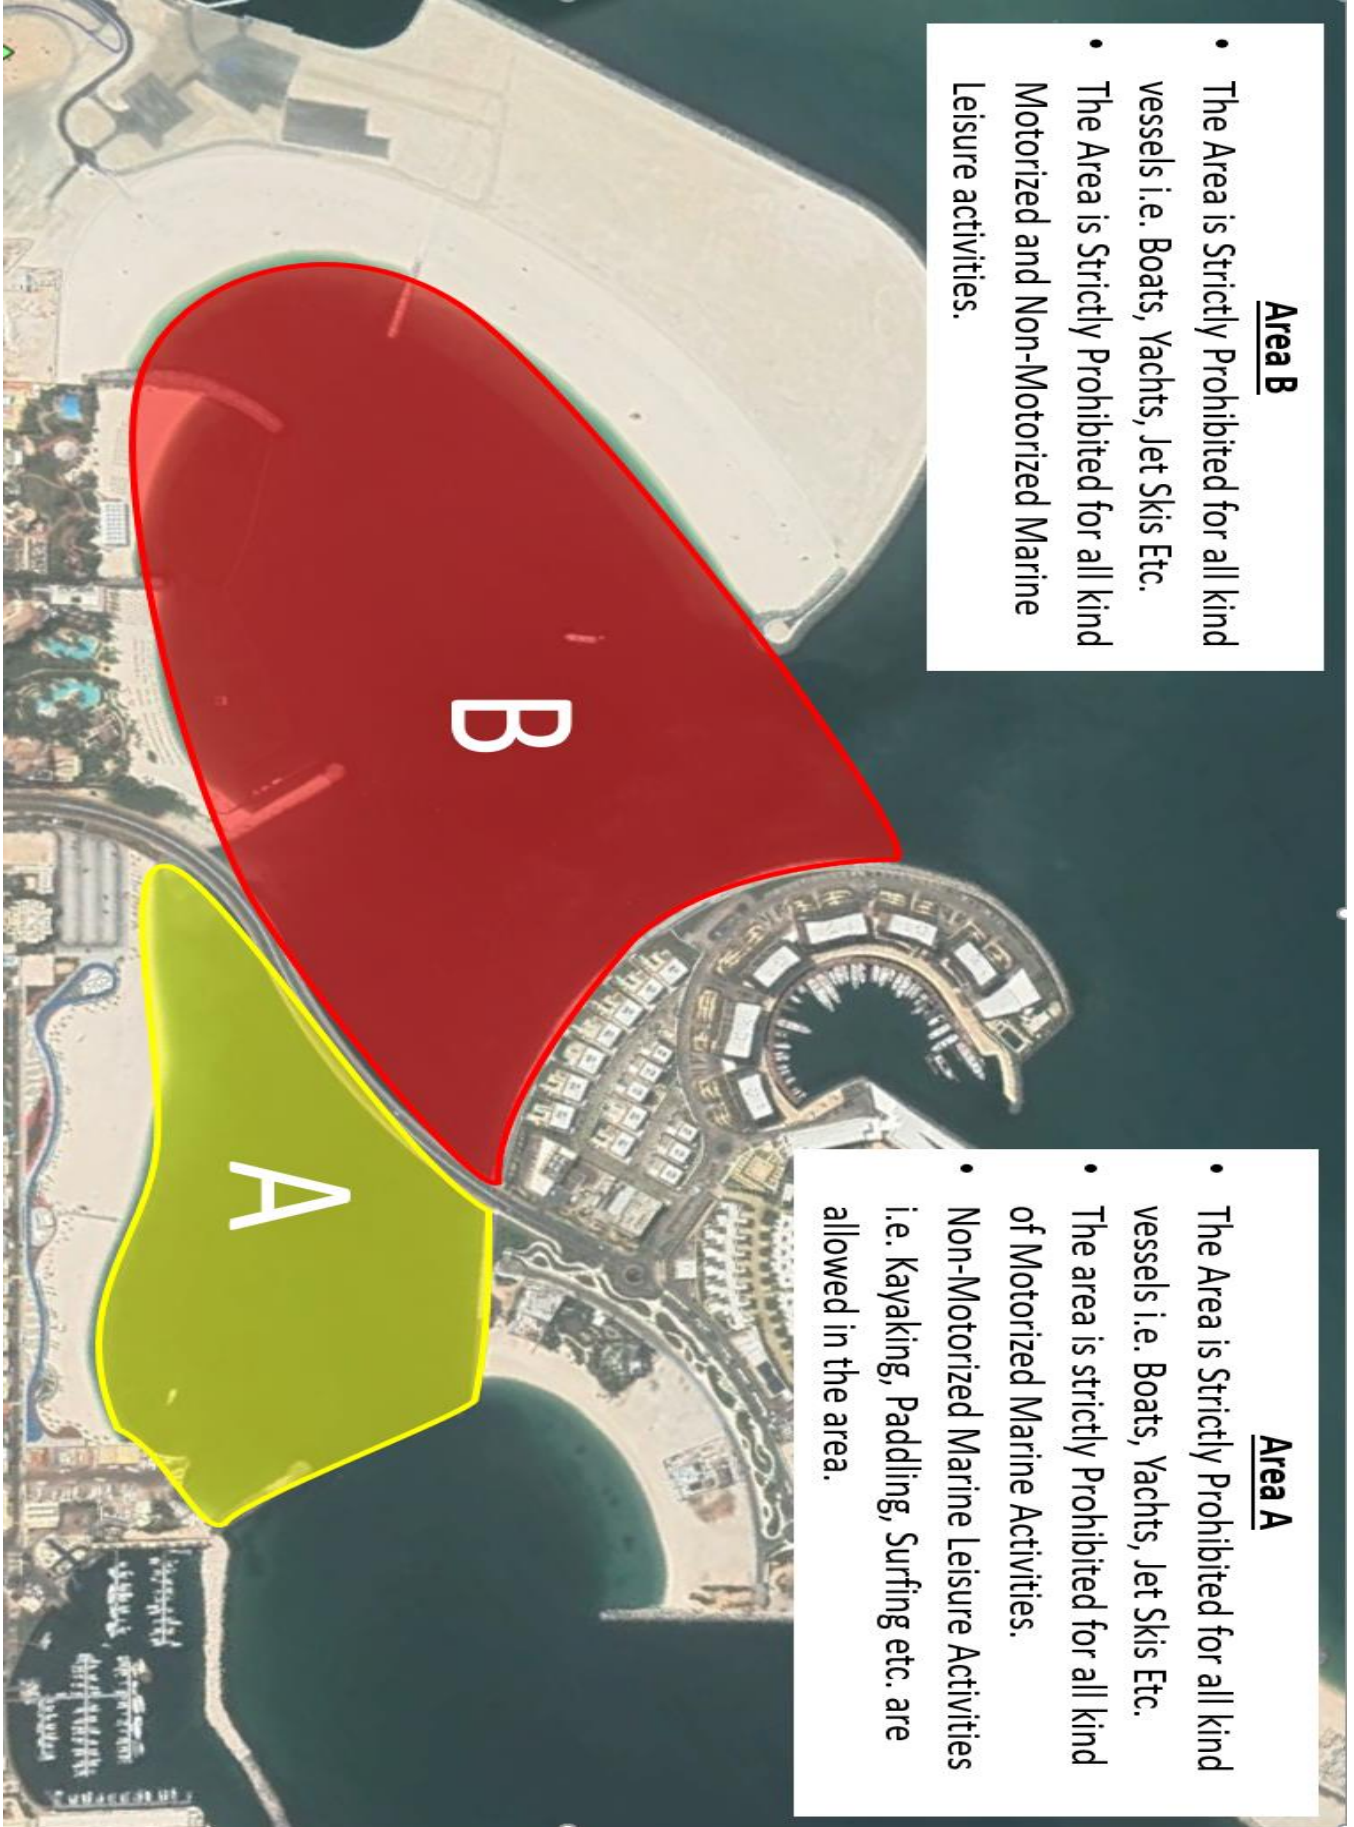 Area B
• The Area is Strictly Prohibited for all kind
vessels i.e. Boats, Yachts, Jet Skis Etc.
• The Area is Strictly Prohibited for all kind
Motorized and Non-Motorized Marine
Leisure activities.
B
A
Area A
• The Area is Strictly Prohibited for all kind
vessels i.e. Boats, Yachts, Jet Skis Etc.
• The area is strictly Prohibited for all kind
of Motorized Marine Activities.
• Non-Motorized Marine Leisure Activities
i.e. Kayaking, Paddling, Surfing etc. are
allowed in the area.